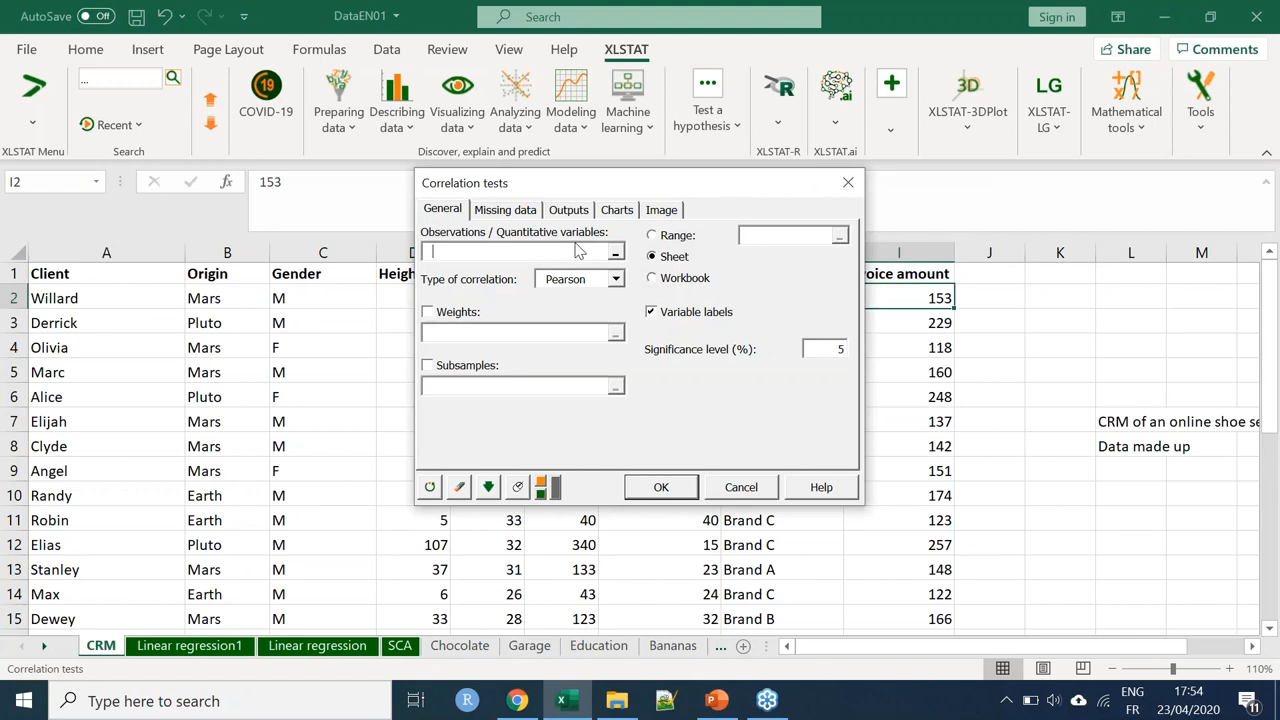 AutoSave Off DataEN01 Search Sign in
File Home Insert Page Layout Formulas Data Review View Help XLSTAT Share Comments
...
Recent
19
COVID-19
Preparing data
Describing data
Visualizing data
Analyzing data
Modeling data
Machine learning
Test a hypothesis
R
.ai
3D
XLSTAT-3DPlot
LG
XLSTAT-LG
Mathematical tools
Tools
XLSTAT Menu Search Discover, explain and predict XLSTAT-R XLSTAT.ai
I2 fx 153
Correlation tests
General Missing data Outputs Charts Image
Observations / Quantitative variables:
Range:
Sheet
Workbook
Type of correlation: Pearson
Weights:
Variable labels
Significance level (%): 5
Subsamples:
OK Cancel Help
A B C D I J K L M
1 Client Origin Gender Heigh voice amount
2 Willard Mars M 153
3 Derrick Pluto M 229
4 Olivia Mars F 118
5 Marc Mars M 160
6 Alice Pluto F 248
7 Elijah Mars M 137 CRM of an online shoe se
8 Clyde Mars M 142 Data made up
9 Angel Mars F 151
10 Randy Earth M 174
11 Robin Earth M 5 33 40 40 Brand C 123
12 Elias Pluto M 107 32 340 15 Brand C 257
13 Stanley Mars M 37 31 133 23 Brand A 148
14 Max Earth M 6 26 43 24 Brand C 122
15 Dewey Mars M 33 28 123 32 Brand B 166
CRM Linear regression1 Linear regression SCA Chocolate Garage Education Bananas ...
Correlation tests 110%
Type here to search R ENG 17:54
FR 23/04/2020 11